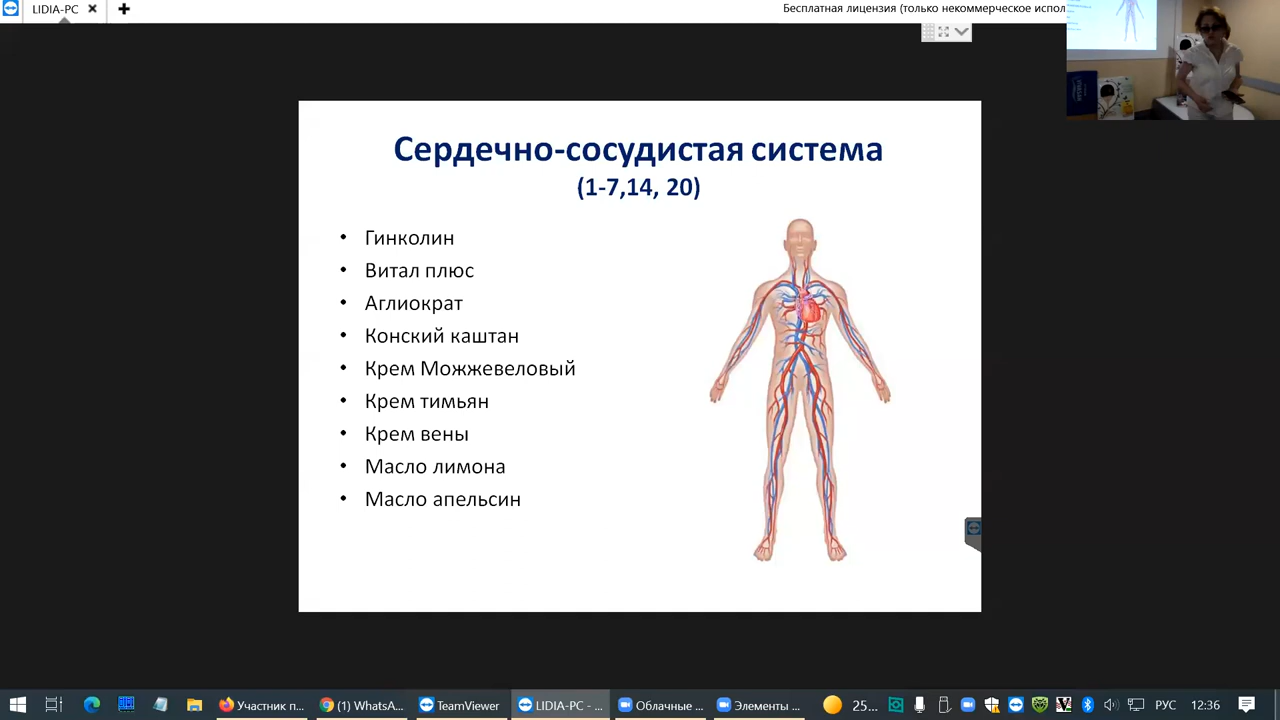 LIDIA-PC
Бесплатная лицензия (только некоммерческое испол
Сердечно-сосудистая система
(1-7,14, 20)
• Гинколин
• Витал плюс
• Аглиократ
• Конский каштан
• Крем Можжевеловый
• Крем тимьян
• Крем вены
• Масло лимона
• Масло апельсин
Участник п...
(1) WhatsA...
TeamViewer
LIDIA-PC - ...
Облачные ...
Элементы ...
25...
РУС
12:36